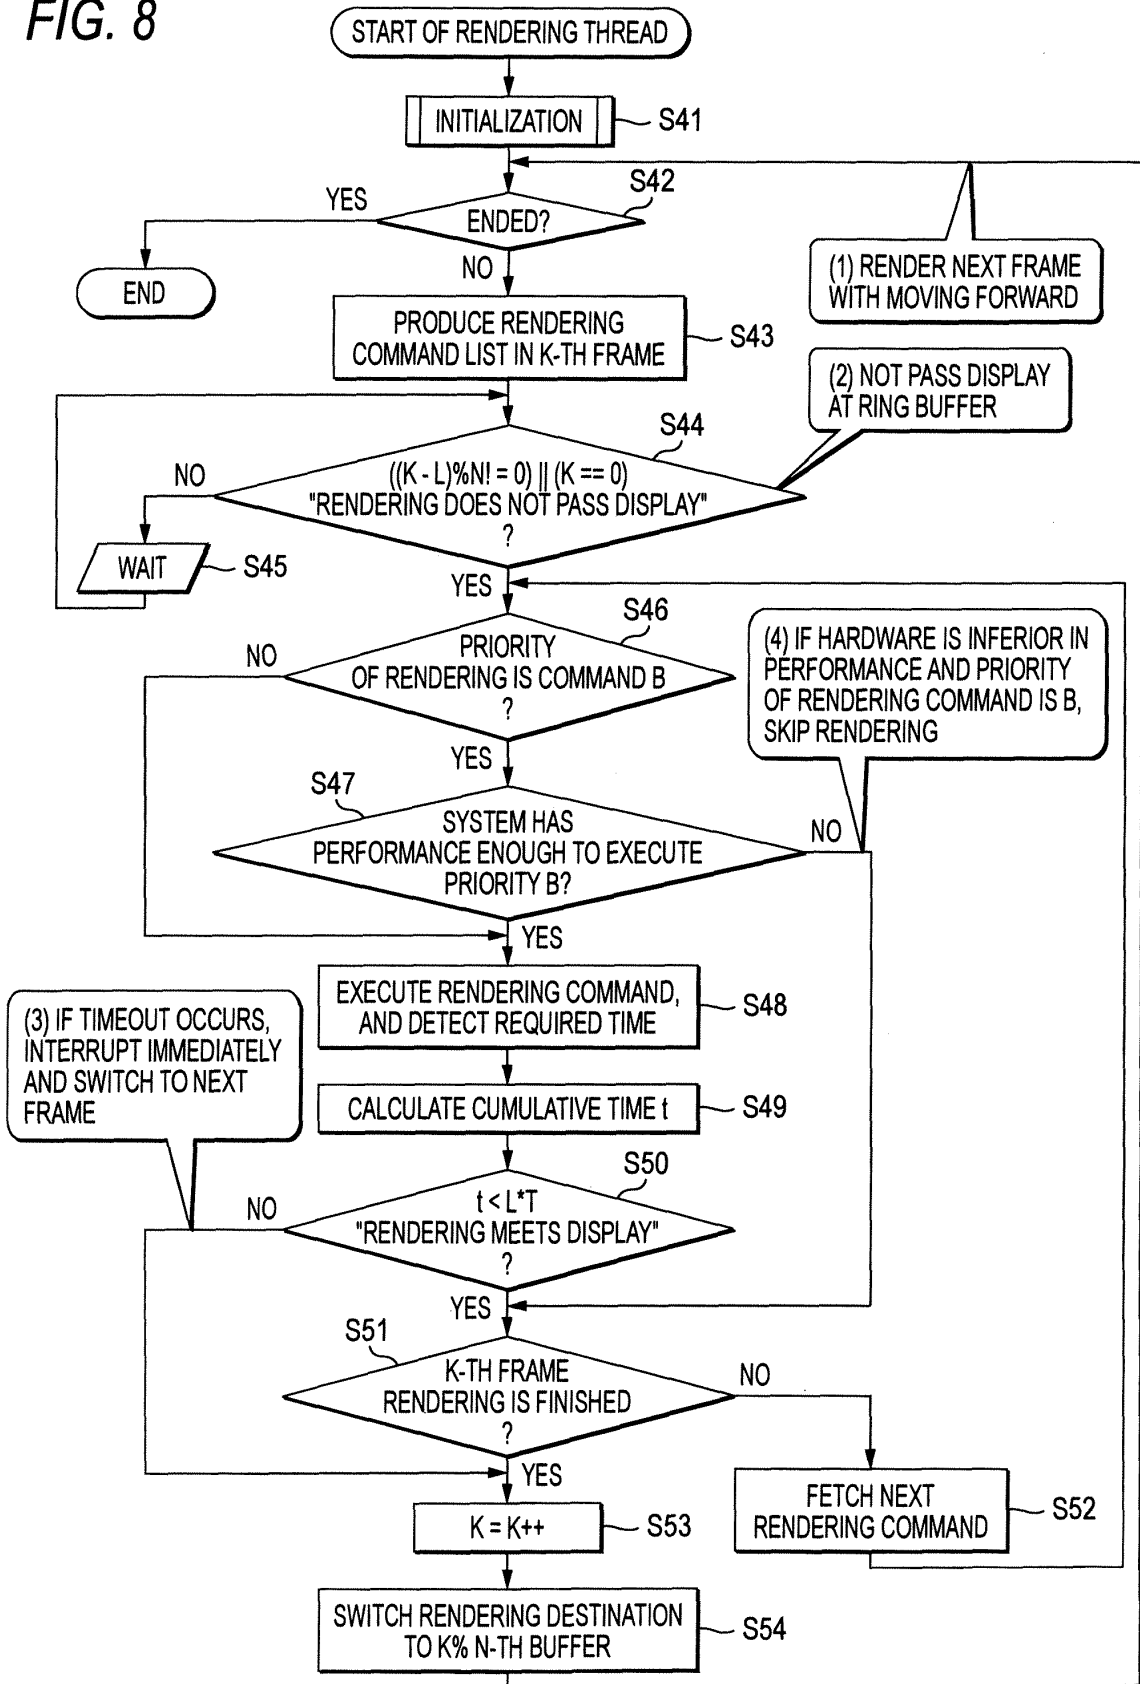 FIG. 8
START OF RENDERING THREAD
INITIALIZATION
S41
S42
YES
ENDED?
NO
END
(1) RENDER NEXT FRAME
WITH MOVING FORWARD
PRODUCE RENDERING
COMMAND LIST IN K-TH FRAME
S43
(2) NOT PASS DISPLAY
AT RING BUFFER
S44
NO
((K - L)%N! = 0) || (K == 0)
"RENDERING DOES NOT PASS DISPLAY"
?
WAIT
S45
YES
S46
NO
PRIORITY
OF RENDERING IS COMMAND B
?
(4) IF HARDWARE IS INFERIOR IN
PERFORMANCE AND PRIORITY
OF RENDERING COMMAND IS B,
SKIP RENDERING
YES
S47
SYSTEM HAS
PERFORMANCE ENOUGH TO EXECUTE
PRIORITY B?
NO
YES
EXECUTE RENDERING COMMAND,
AND DETECT REQUIRED TIME
S48
(3) IF TIMEOUT OCCURS,
INTERRUPT IMMEDIATELY
AND SWITCH TO NEXT
FRAME
CALCULATE CUMULATIVE TIME t
S49
S50
NO
t < L*T
"RENDERING MEETS DISPLAY"
?
YES
S51
K-TH FRAME
RENDERING IS FINISHED
?
NO
YES
FETCH NEXT
RENDERING COMMAND
S52
K = K++
S53
SWITCH RENDERING DESTINATION
TO K% N-TH BUFFER
S54